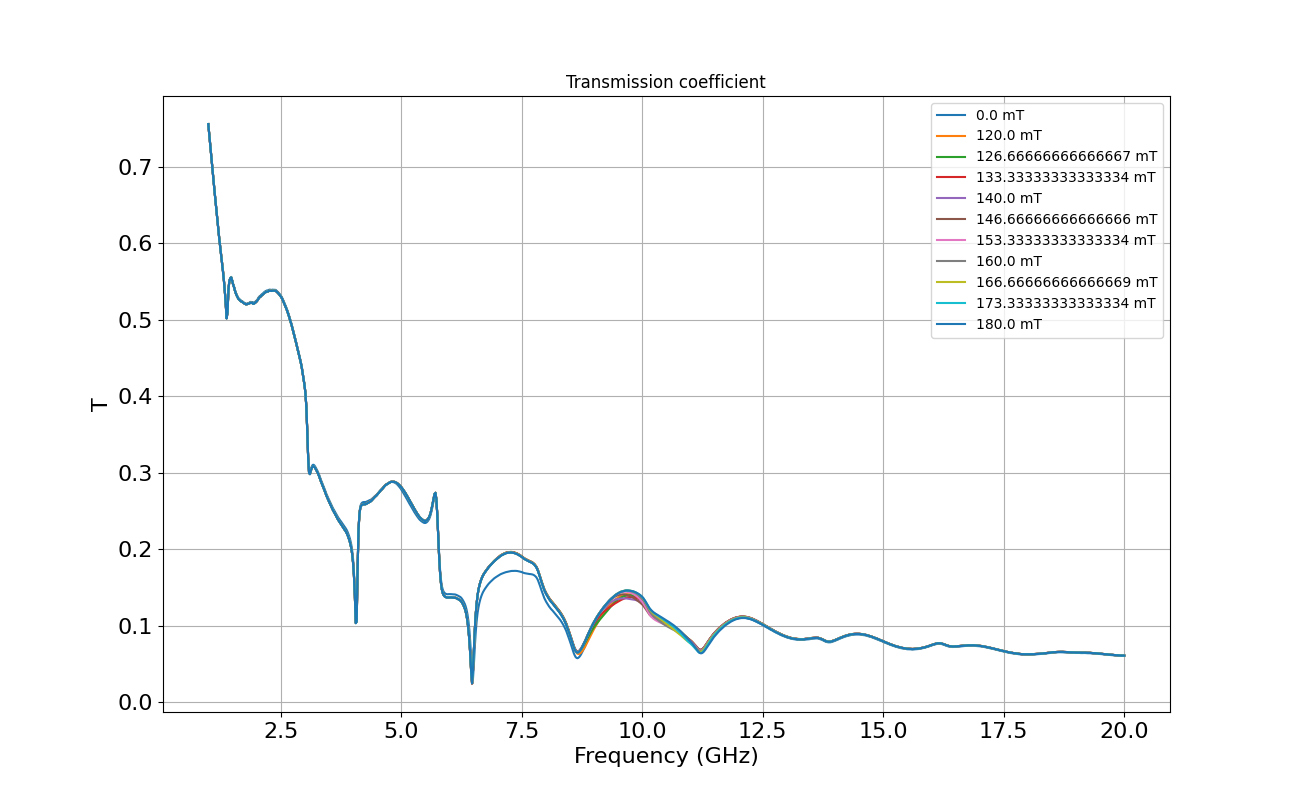 Transmission coefficient
0.0 mT
120.0 mT
126.66666666666667 mT
133.33333333333334 mT
140.0 mT
146.66666666666666 mT
153.33333333333334 mT
160.0 mT
166.66666666666669 mT
173.33333333333334 mT
180.0 mT
T
0.7
0.6
0.5
0.4
0.3
0.2
0.1
0.0
2.5 5.0 7.5 10.0 12.5 15.0 17.5 20.0
Frequency (GHz)